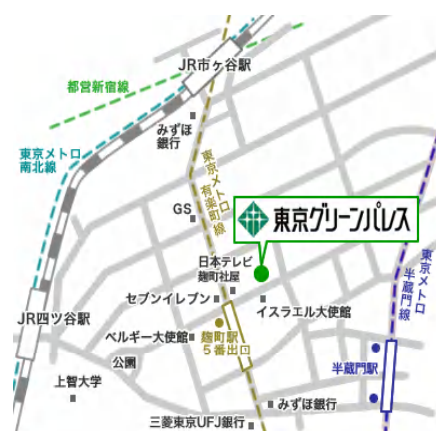 JR市ヶ谷駅
都営新宿線
みずほ
銀行
東京メトロ
南北線
東京メトロ
有楽町線
GS
東京グリーンパレス
日本テレビ
麹町社屋
東京メトロ
半蔵門線
セブンイレブン
イスラエル大使館
JR四ツ谷駅
ベルギー大使館
麹町駅
5番出口
公園
半蔵門駅
上智大学
みずほ銀行
三菱東京UFJ銀行